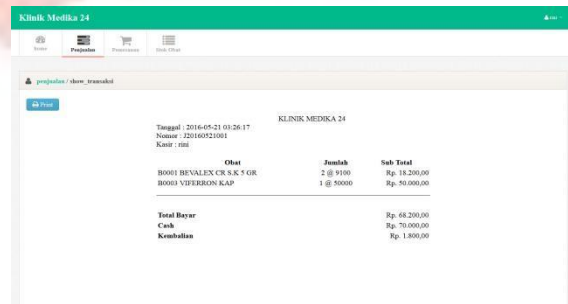 Klinik Medika 24
rini
Home
Penjualan
Pemesanan
Stok Obat
penjualan / show_transaksi
Print
KLINIK MEDIKA 24
Tanggal : 2016-05-21 03:26:17
Nomor : J20160521001
Kasir : rini
Obat Jumlah Sub Total
B0001 BEVALEX CR S.K 5 GR 2 @ 9100 Rp. 18.200,00
B0003 VIFERRON KAP 1 @ 50000 Rp. 50.000,00
Total Bayar Rp. 68.200,00
Cash Rp. 70.000,00
Kembalian Rp. 1.800,00